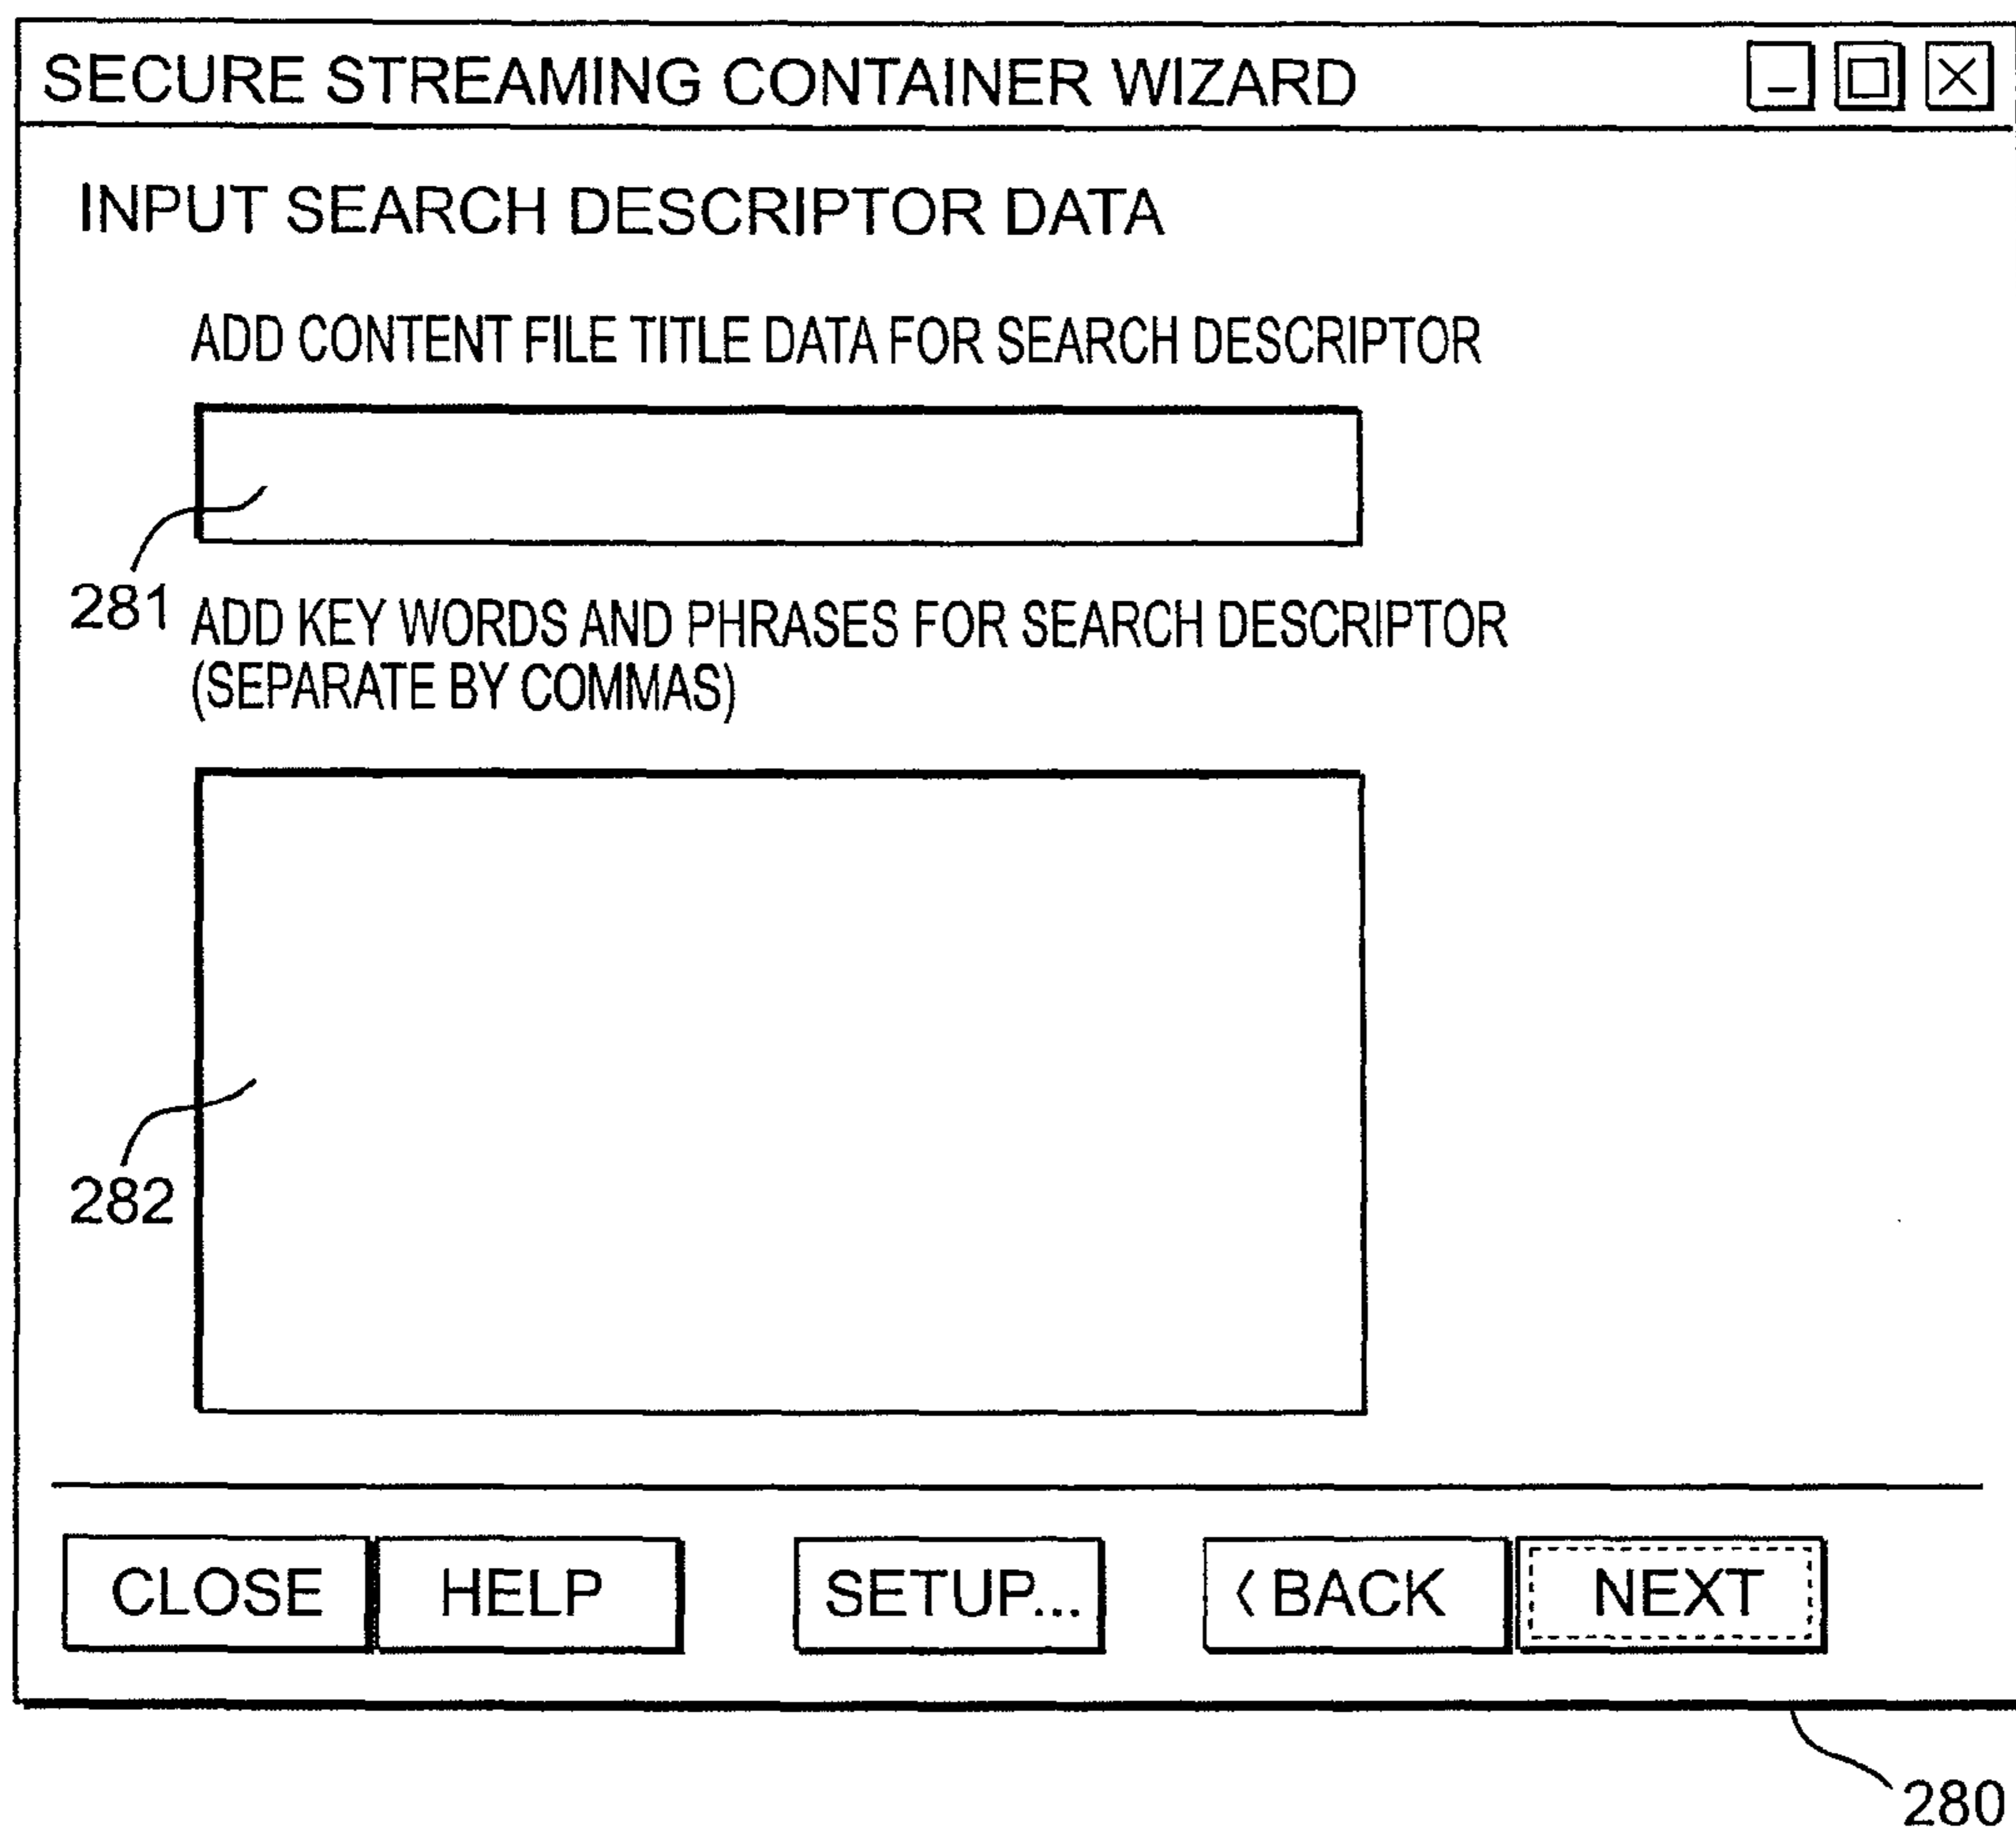 SECURE STREAMING CONTAINER WIZARD
INPUT SEARCH DESCRIPTOR DATA
ADD CONTENT FILE TITLE DATA FOR SEARCH DESCRIPTOR
281
ADD KEY WORDS AND PHRASES FOR SEARCH DESCRIPTOR
(SEPARATE BY COMMAS)
282
CLOSE HELP SETUP... < BACK NEXT
280